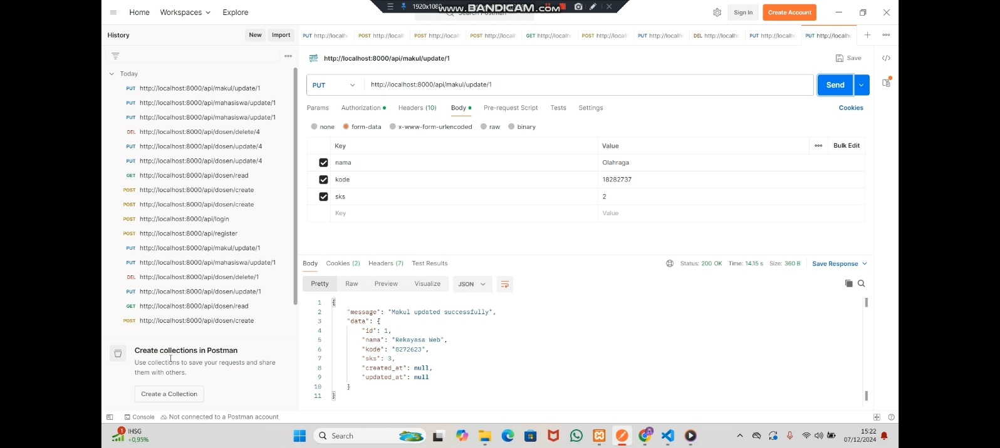 Home Workspaces Explore
1920x1080
www.BANDICAM.com
Search Postman
Sign In Create Account
History New Import
PUT http://localh POST http://local POST http://local POST http://local GET http://localh POST http://local PUT http://localh DEL http://localh PUT http://localh PUT http://localh
Today
PUT http://localhost:8000/api/makul/update/1
PUT http://localhost:8000/api/mahasiswa/update/1
PUT http://localhost:8000/api/mahasiswa/update/1
DEL http://localhost:8000/api/dosen/delete/4
PUT http://localhost:8000/api/dosen/update/4
PUT http://localhost:8000/api/dosen/update/4
GET http://localhost:8000/api/dosen/read
POST http://localhost:8000/api/dosen/create
POST http://localhost:8000/api/dosen/create
POST http://localhost:8000/api/login
POST http://localhost:8000/api/register
PUT http://localhost:8000/api/makul/update/1
PUT http://localhost:8000/api/mahasiswa/update/1
DEL http://localhost:8000/api/dosen/delete/1
PUT http://localhost:8000/api/dosen/update/1
GET http://localhost:8000/api/dosen/read
POST http://localhost:8000/api/dosen/create
Create collections in Postman
Use collections to save your requests and share
them with others.
Create a Collection
HTTP http://localhost:8000/api/makul/update/1 Save
PUT http://localhost:8000/api/makul/update/1 Send
Params Authorization Headers (10) Body Pre-request Script Tests Settings Cookies
none form-data x-www-form-urlencoded raw binary
Key Value Bulk Edit
nama Olahraga
kode 18282737
sks 2
Key Value
Body Cookies (2) Headers (7) Test Results Status: 200 OK Time: 14.15 s Size: 360 B Save Response
Pretty Raw Preview Visualize JSON
1 {
2 "message": "Makul updated successfully",
3 "data": {
4 "id": 1,
5 "nama": "Rekayasa Web",
6 "kode": "8272623",
7 "sks": 3,
8 "created_at": null,
9 "updated_at": null
10 }
11 }
Console Not connected to a Postman account
1 IHSG
+0,95%
Search
15:22
07/12/2024